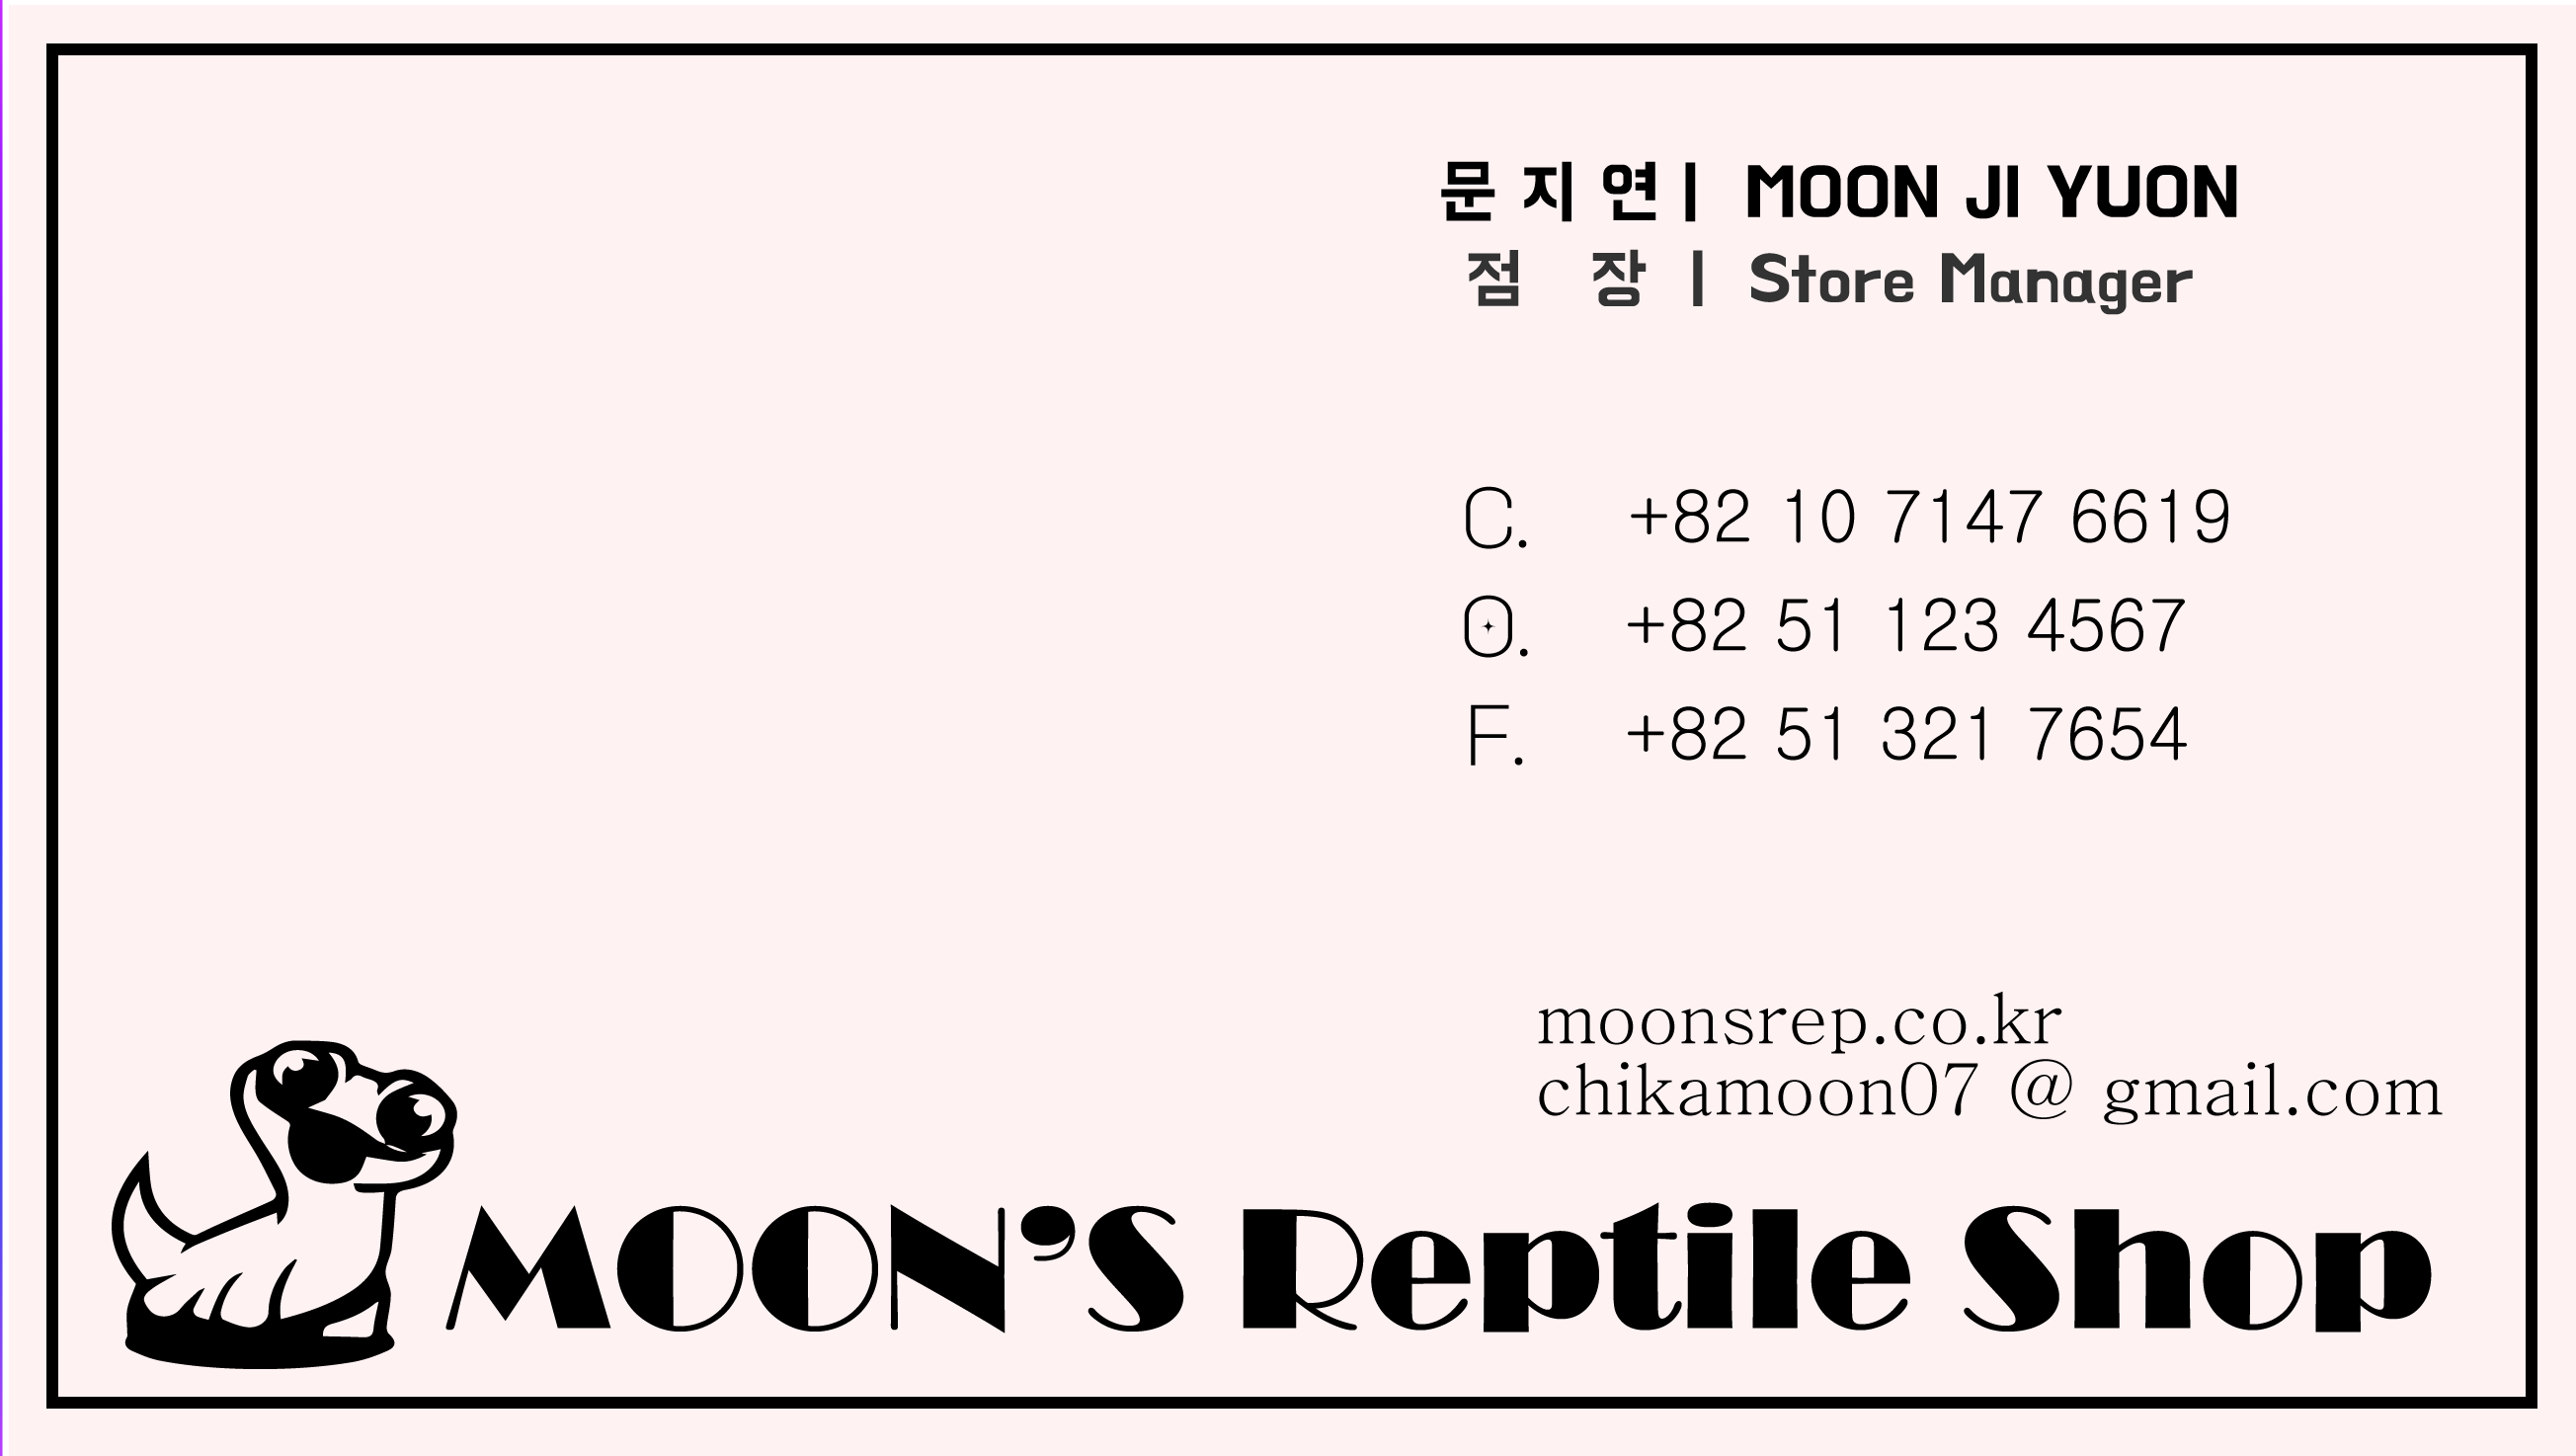 문 지 연 | MOON JI YUON
점 장 | Store Manager
C. +82 10 7147 6619
O. +82 51 123 4567
F. +82 51 321 7654
moonsrep.co.kr
chikamoon07 @ gmail.com
MOON’S Reptile Shop